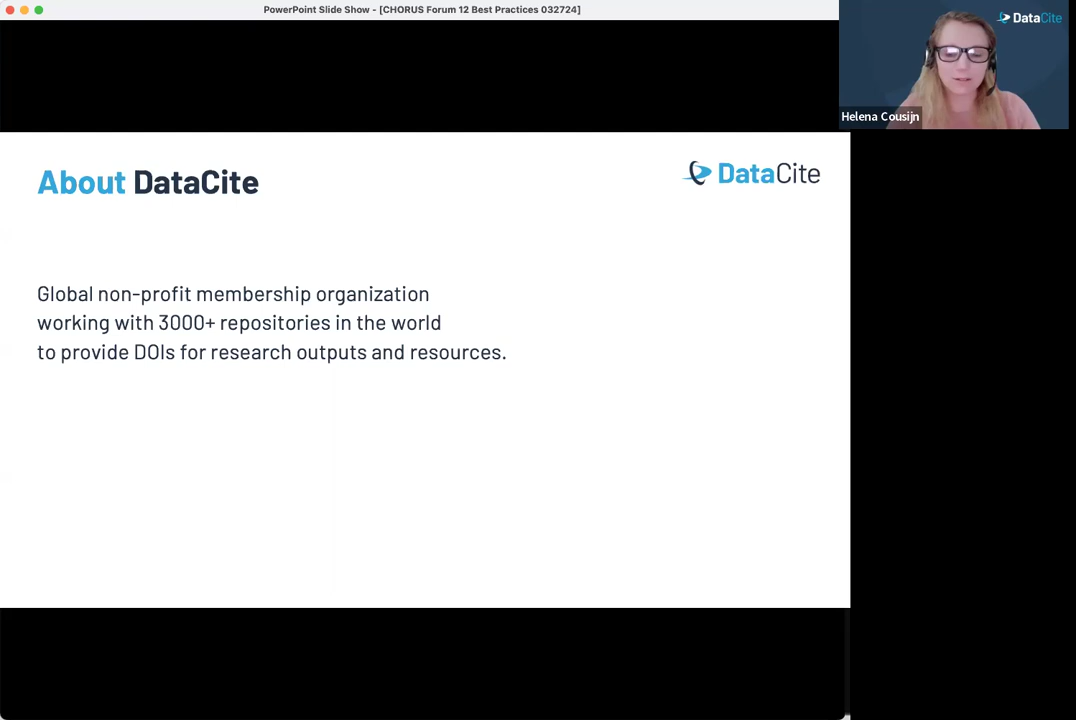 PowerPoint Slide Show - [CHORUS Forum 12 Best Practices 032724]
DataCite
Helena Cousijn
About DataCite
DataCite
Global non-profit membership organization
working with 3000+ repositories in the world
to provide DOIs for research outputs and resources.